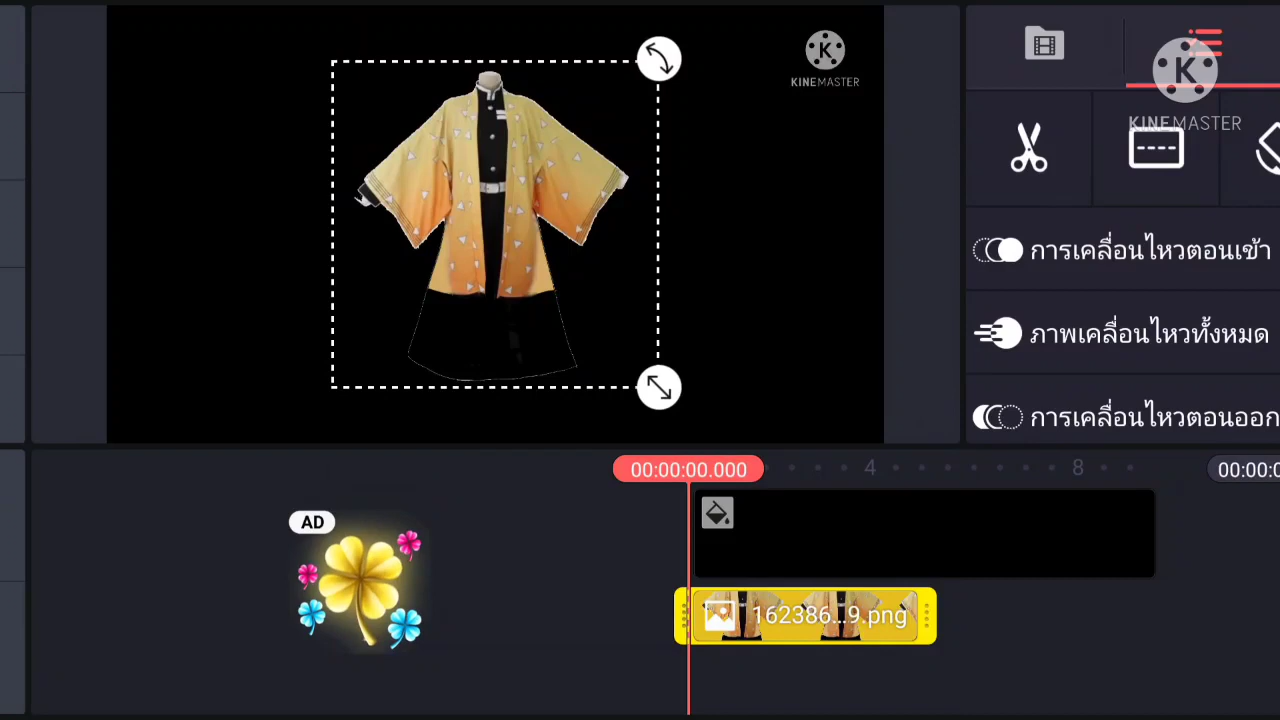 KINEMASTER
KINEMASTER
การเคลื่อนไหวตอนเข้า
ภาพเคลื่อนไหวทั้งหมด
การเคลื่อนไหวตอนออก
00:00:00.000
4
8
00:00:0
AD
162386...9.png